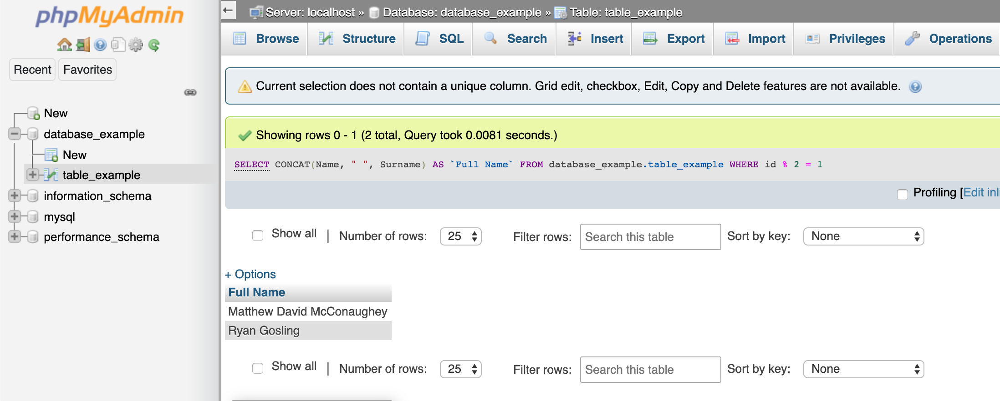 phpMyAdmin
Recent Favorites
New
database_example
New
table_example
information_schema
mysql
performance_schema
Server: localhost » Database: database_example » Table: table_example
Browse Structure SQL Search Insert Export Import Privileges Operations
Current selection does not contain a unique column. Grid edit, checkbox, Edit, Copy and Delete features are not available.
Showing rows 0 - 1 (2 total, Query took 0.0081 seconds.)
SELECT CONCAT(Name, " ", Surname) AS `Full Name` FROM database_example.table_example WHERE id % 2 = 1
Profiling [Edit inli
Show all | Number of rows: 25 Filter rows: Search this table Sort by key: None
+ Options
Full Name
Matthew David McConaughey
Ryan Gosling
Show all | Number of rows: 25 Filter rows: Search this table Sort by key: None